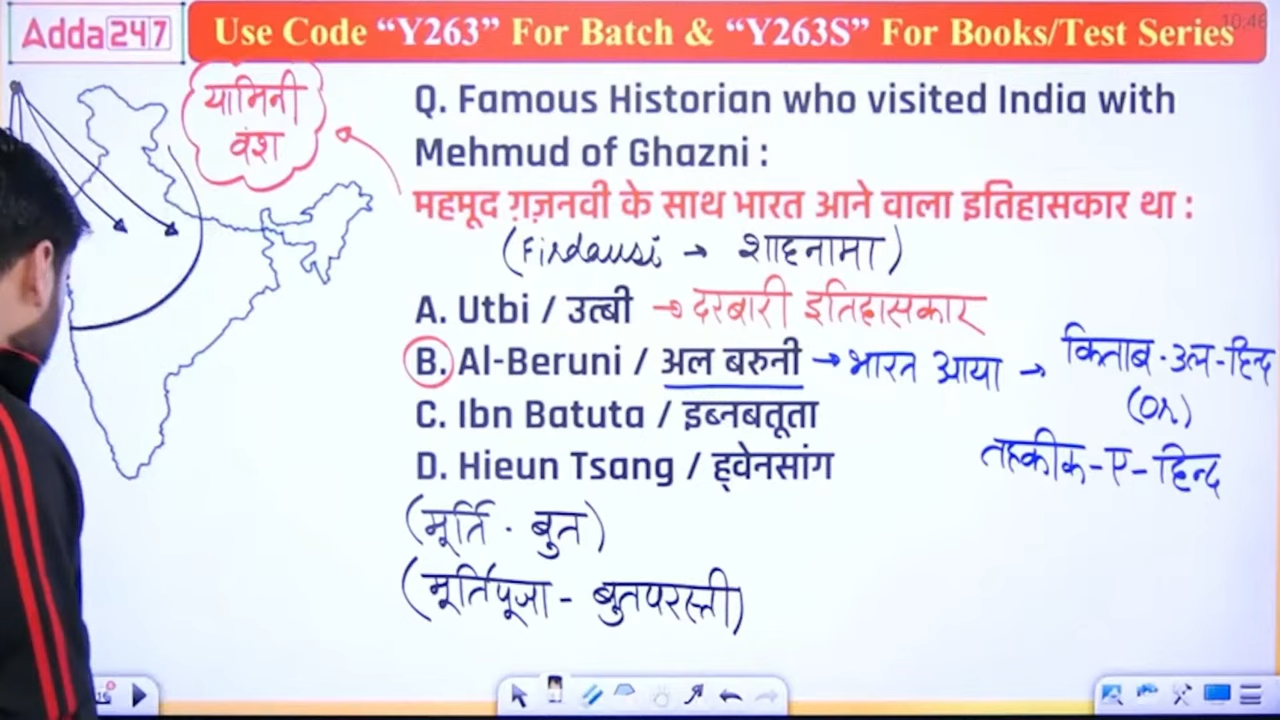 Adda247
Use Code “Y263” For Batch & “Y263S” For Books/Test Series
10:46
यामिनी
वंश
Q. Famous Historian who visited India with
Mehmud of Ghazni :
महमूद ग़ज़नवी के साथ भारत आने वाला इतिहासकार था :
(Firdausi → शाहनामा)
A. Utbi / उत्बी → दरबारी इतिहासकार
B. Al-Beruni / अल बरुनी → भारत आया → किताब-उल-हिन्द
(or)
तहकीक-ए-हिन्द
C. Ibn Batuta / इब्नबतूता
D. Hieun Tsang / ह्वेनसांग
(मूर्ति - बुत)
(मूर्तिपूजा - बुतपरस्ती)